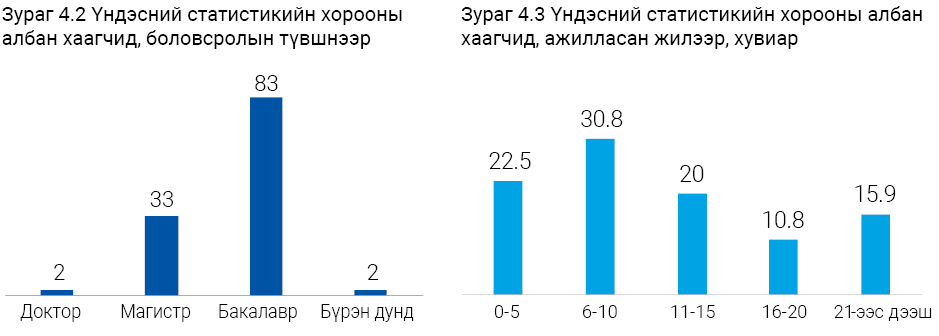 Зураг 4.2 Үндэсний статистикийн хорооны
албан хаагчид, боловсролын түвшнээр
83
33
2
2
Доктор
Магистр
Бакалавр
Бүрэн дунд
Зураг 4.3 Үндэсний статистикийн хорооны албан
хаагчид, ажилласан жилээр, хувиар
30.8
22.5
20
15.9
10.8
0-5
6-10
11-15
16-20
21-ээс дээш